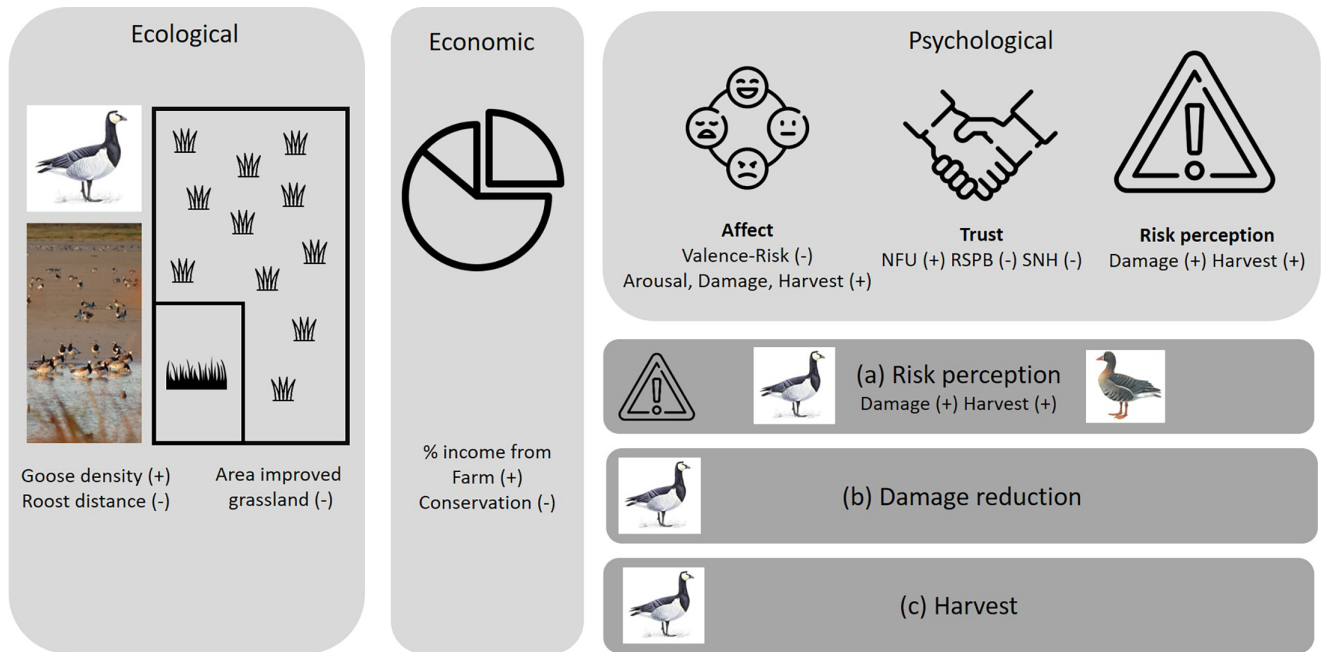 Ecological
Goose density (+)
Roost distance (-)
Area improved
grassland (-)
Economic
% income from
Farm (+)
Conservation (-)
Psychological
Affect
Valence-Risk (-)
Arousal, Damage, Harvest (+)
Trust
NFU (+) RSPB (-) SNH (-)
Risk perception
Damage (+) Harvest (+)
(a) Risk perception
Damage (+) Harvest (+)
(b) Damage reduction
(c) Harvest